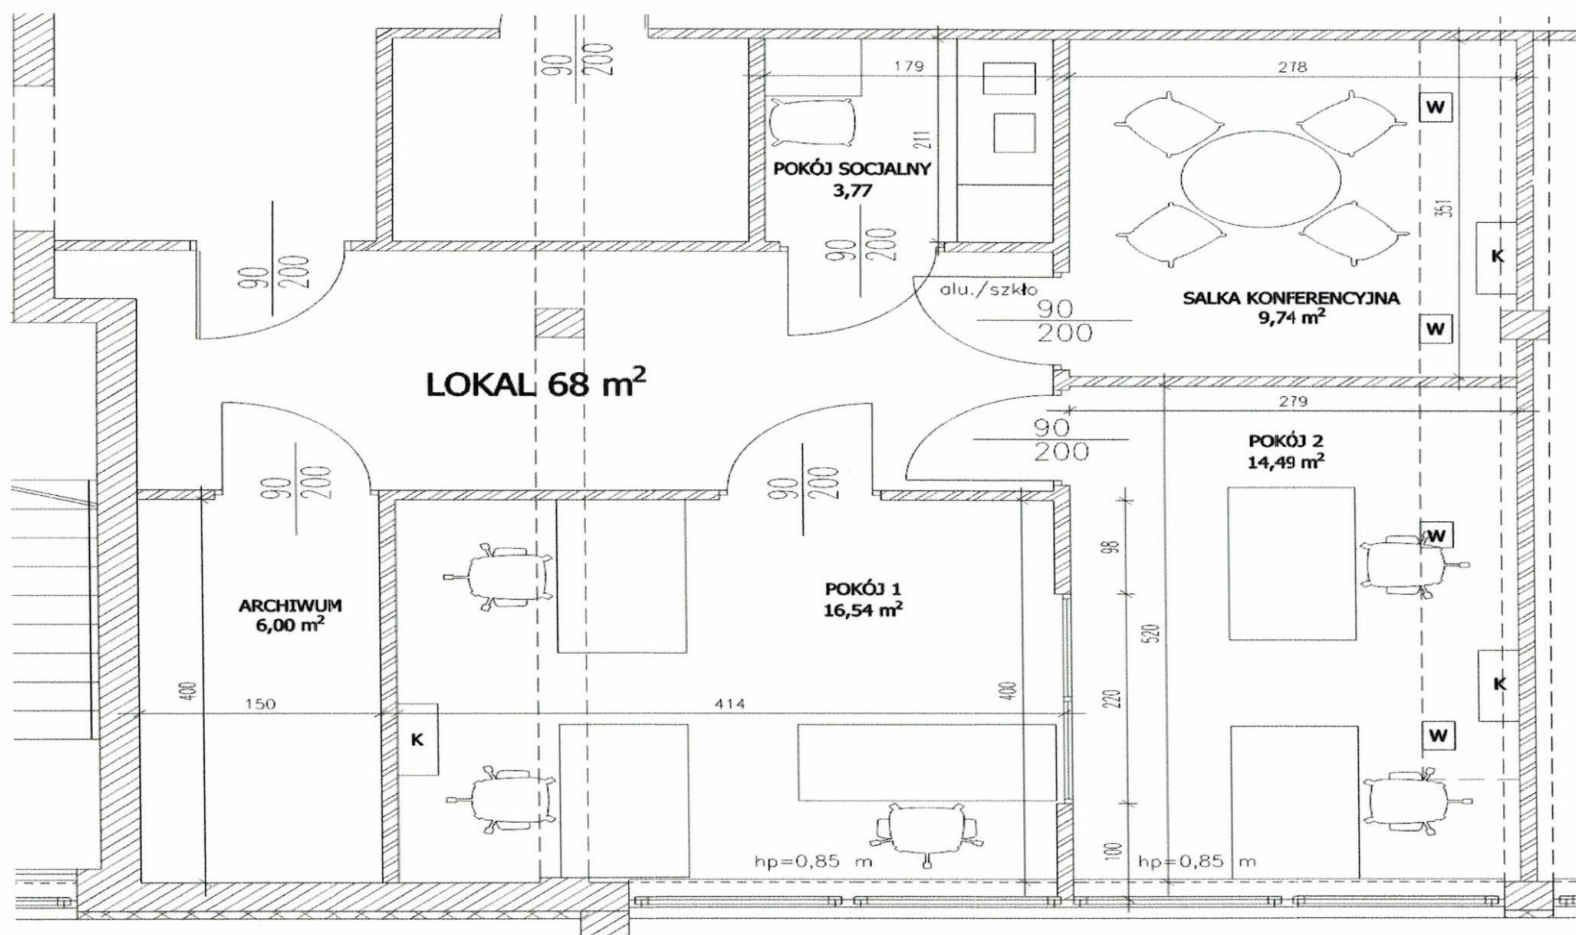 90
200
179
278
W
211
POKÓJ SOCJALNY
3,77
351
90
200
90
200
K
alu./szkło
SALKA KONFERENCYJNA
9,74 m²
90
200
W
LOKAL 68 m²
279
90
200
POKÓJ 2
14,49 m²
90
200
90
200
98
W
ARCHIWUM
6,00 m²
POKÓJ 1
16,54 m²
520
400
150
414
400
220
K
K
W
100
hp=0,85 m
hp=0,85 m